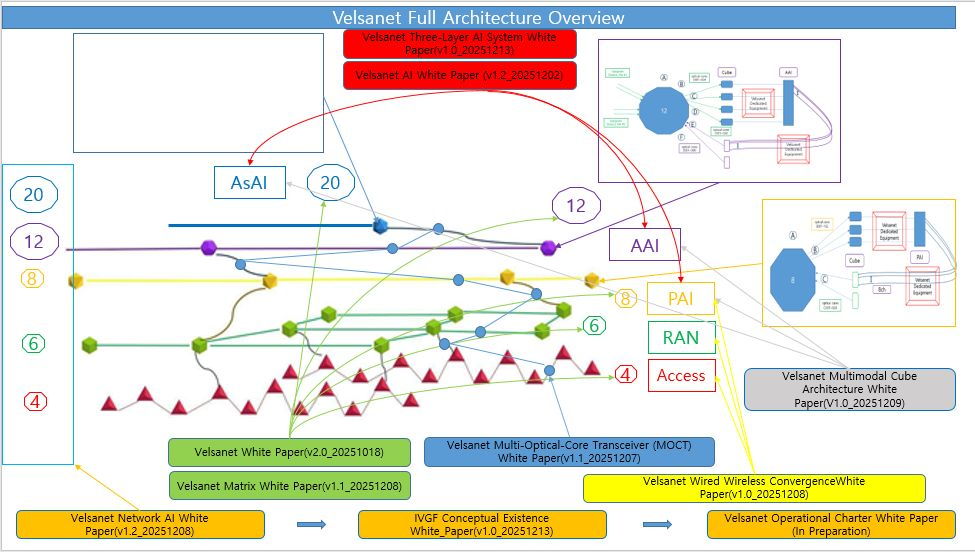 Velsanet Full Architecture Overview
Velsanet Three-Layer AI System White
Paper(v1.0_20251213)
Velsanet AI White Paper (v1.2_20251202)
A
B
C
D
E
F
12
Cube
AAI
Velsanet
Dedicated
Equipment
Velsanet
Dedicated
Equipment
20
12
8
6
4
AsAI
20
12
AAI
8
PAI
6
RAN
4
Access
A
B
C
8
Cube
PAI
8ch
Velsanet
Dedicated
Equipment
Velsanet
Dedicated
Equipment
Velsanet Multimodal Cube
Architecture White
Paper(V1.0_20251209)
Velsanet White Paper(v2.0_20251018)
Velsanet Matrix White Paper(v1.1_20251208)
Velsanet Multi-Optical-Core Transceiver (MOCT)
White Paper(v1.1_20251207)
Velsanet Wired Wireless ConvergenceWhite
Paper(v1.0_20251208)
Velsanet Network AI White
Paper(v1.2_20251208)
IVGF Conceptual Existence
White_Paper(v1.0_20251213)
Velsanet Operational Charter White Paper
(In Preparation)